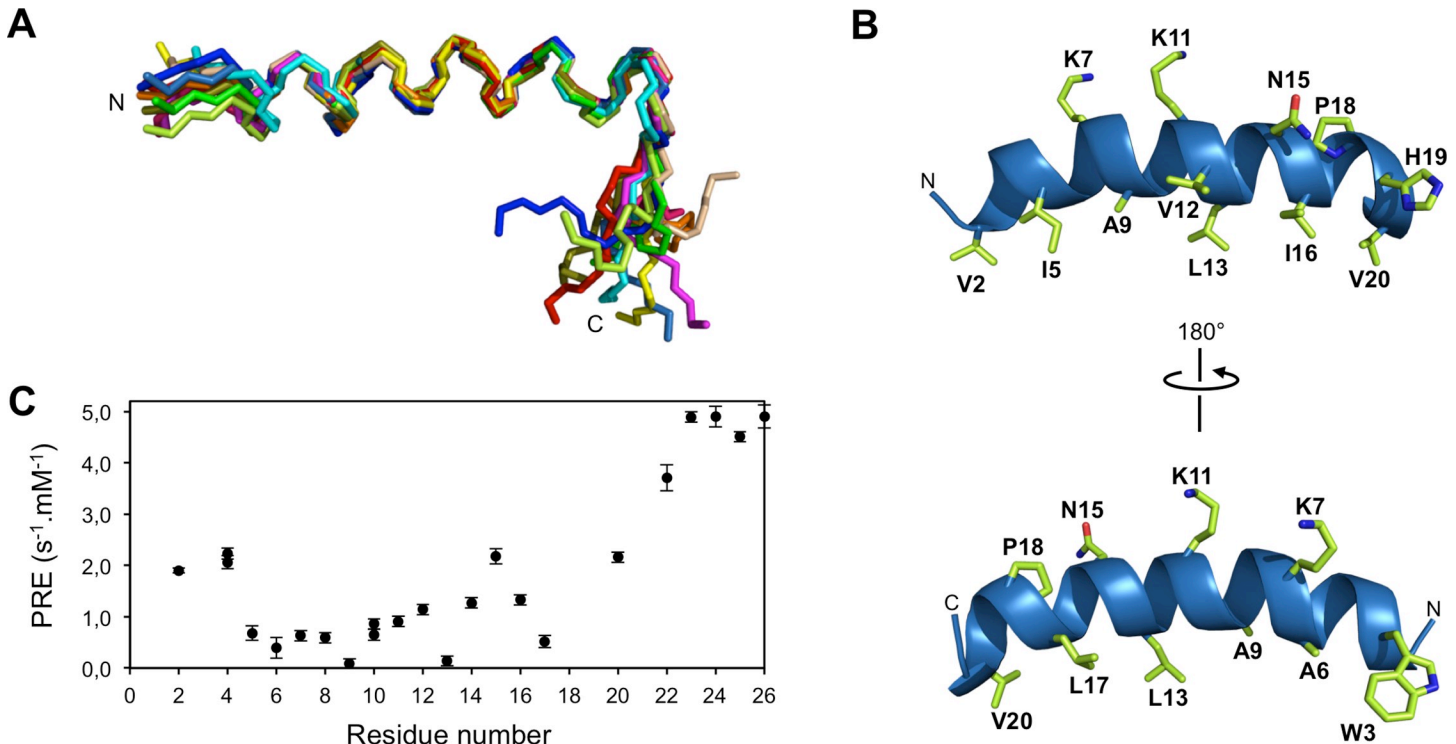 A
N
C
B
K7
K11
N15
P18
H19
N
V2
I5
A9
V12
L13
I16
V20
180°
K11
K7
N15
P18
C
N
V20
L17
L13
A9
A6
W3
C
PRE (s-1.mM-1)
5,0
4,0
3,0
2,0
1,0
0,0
0 2 4 6 8 10 12 14 16 18 20 22 24 26
Residue number